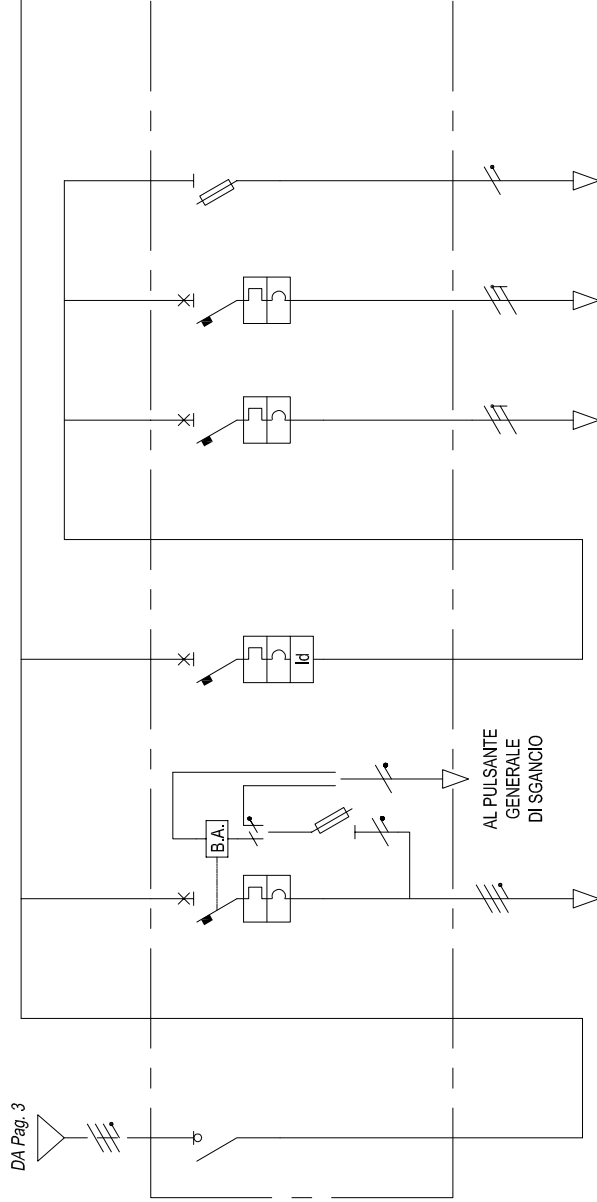 DA Pag. 3
B.A.
Id
AL PULSANTE
GENERALE
DI SGANCIO